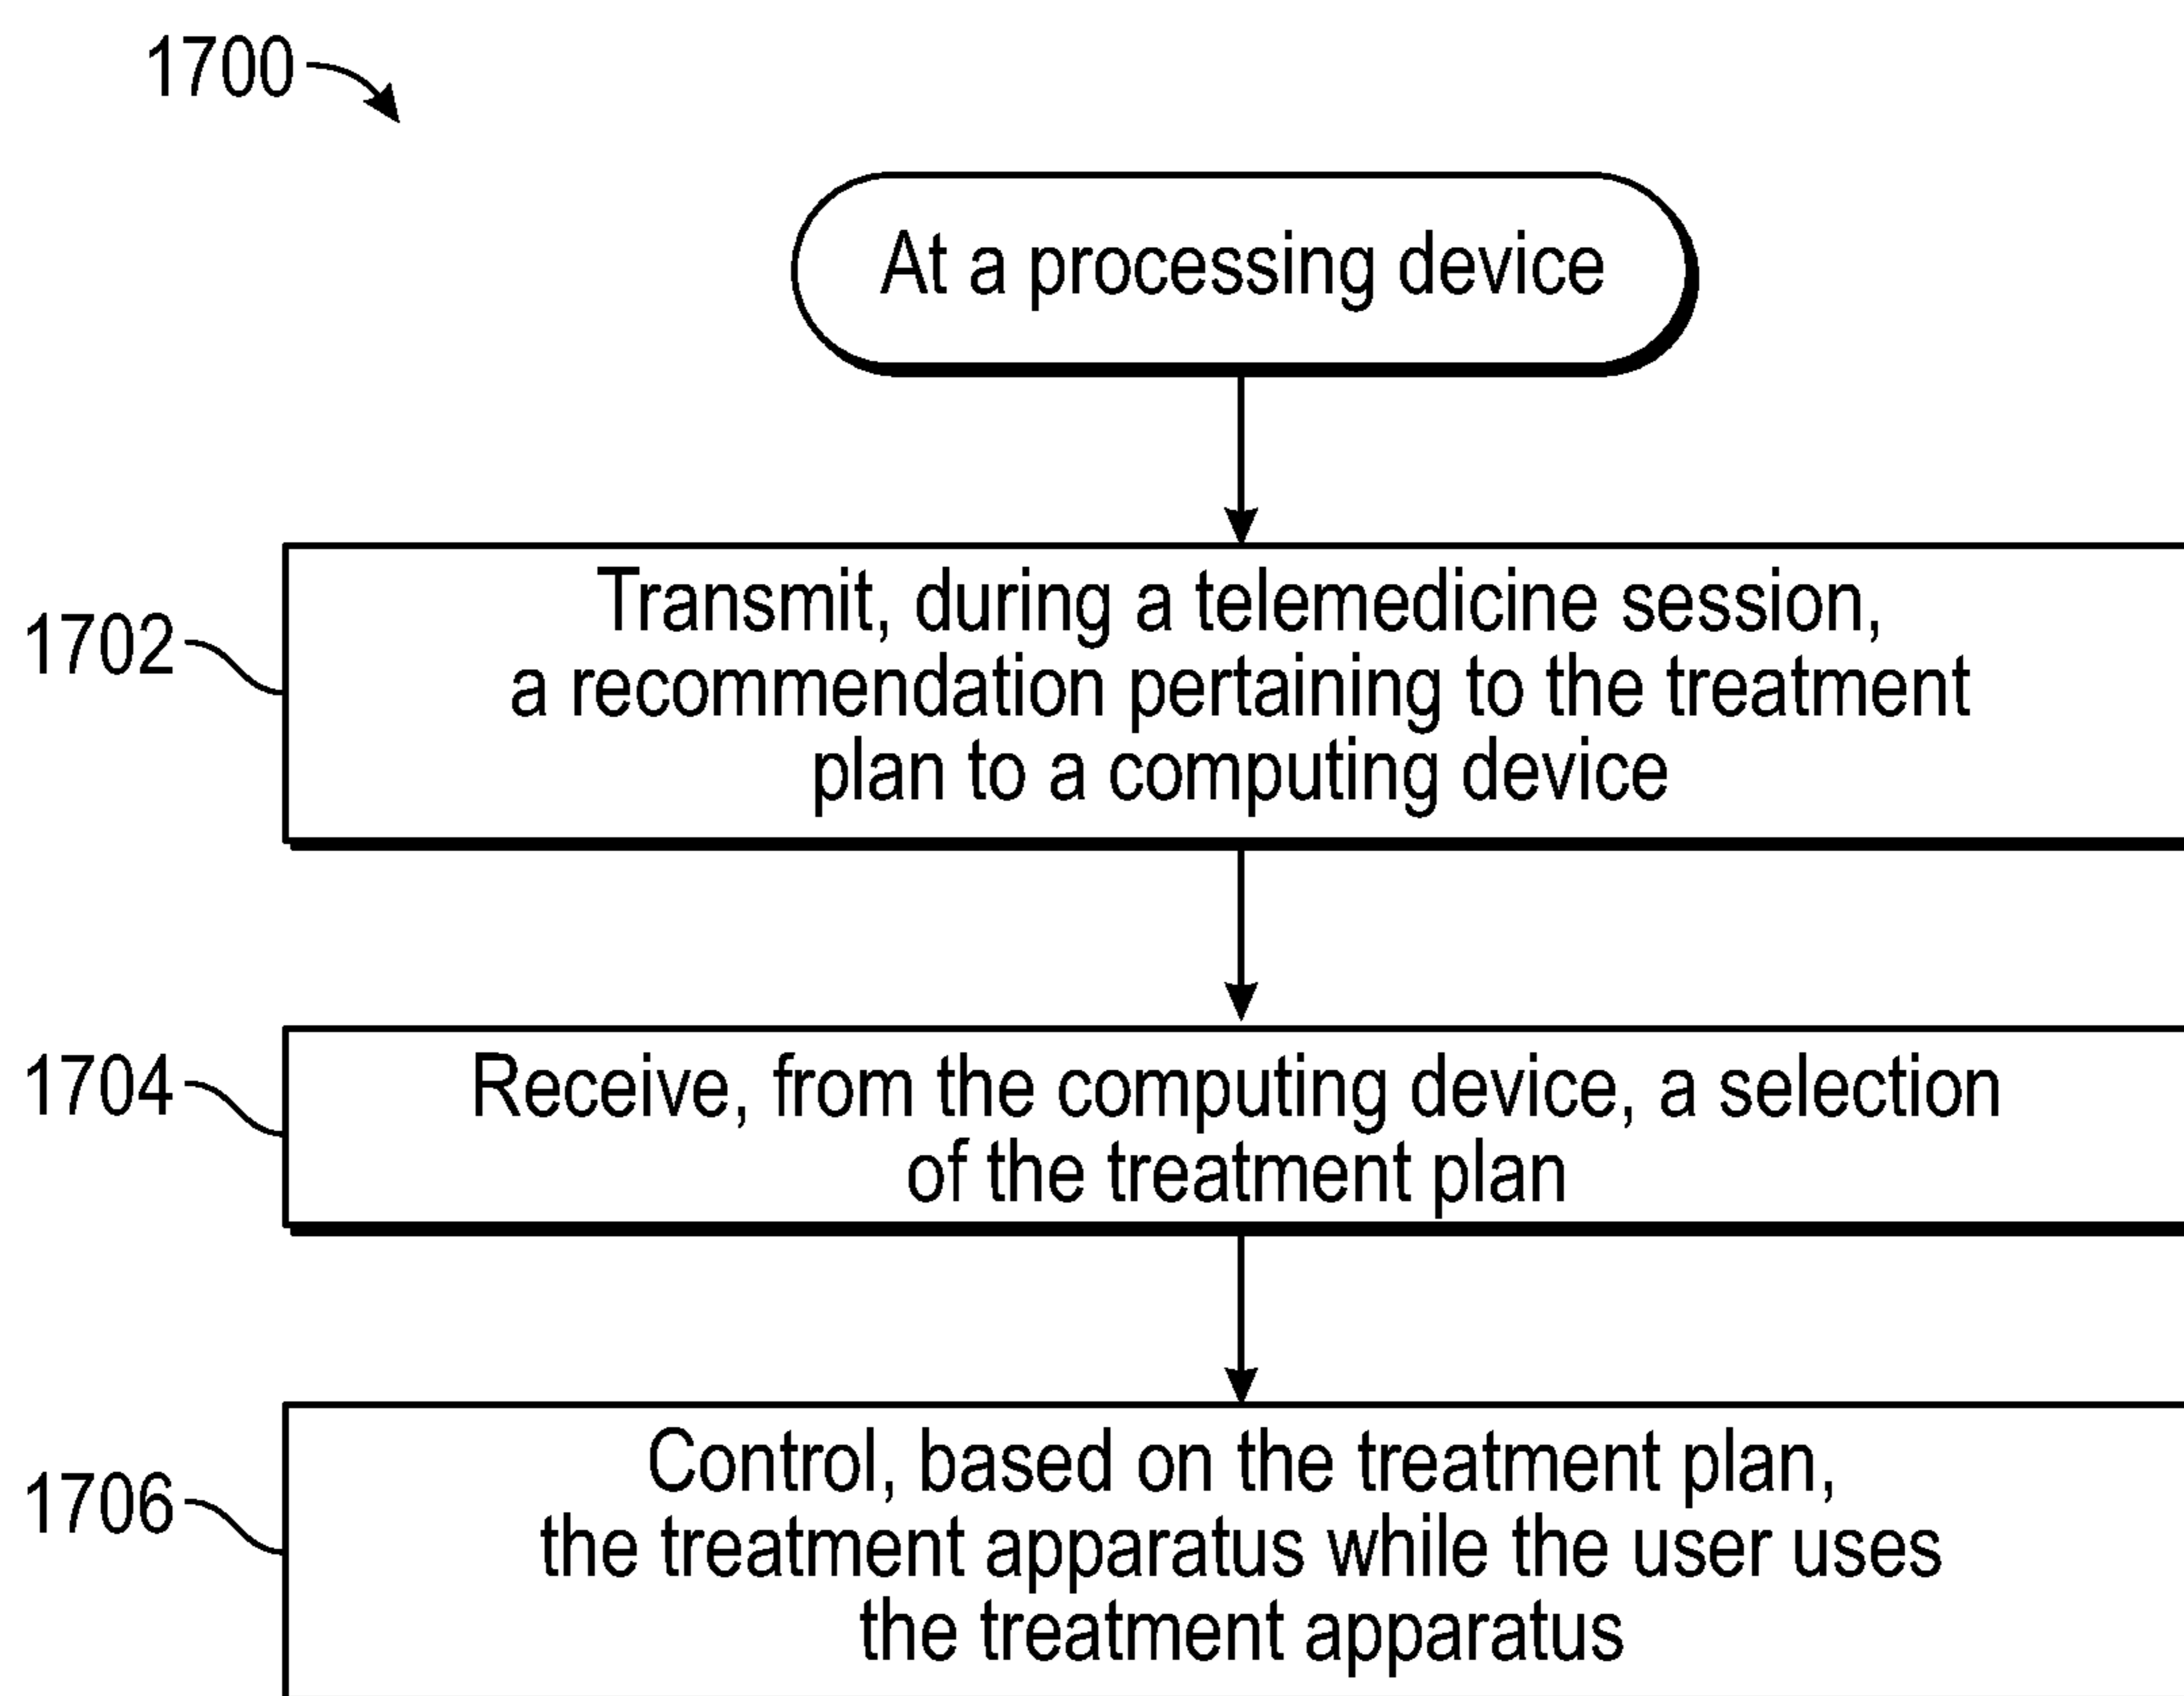 1700
At a processing device
1702
Transmit, during a telemedicine session,
a recommendation pertaining to the treatment
plan to a computing device
1704
Receive, from the computing device, a selection
of the treatment plan
1706
Control, based on the treatment plan,
the treatment apparatus while the user uses
the treatment apparatus